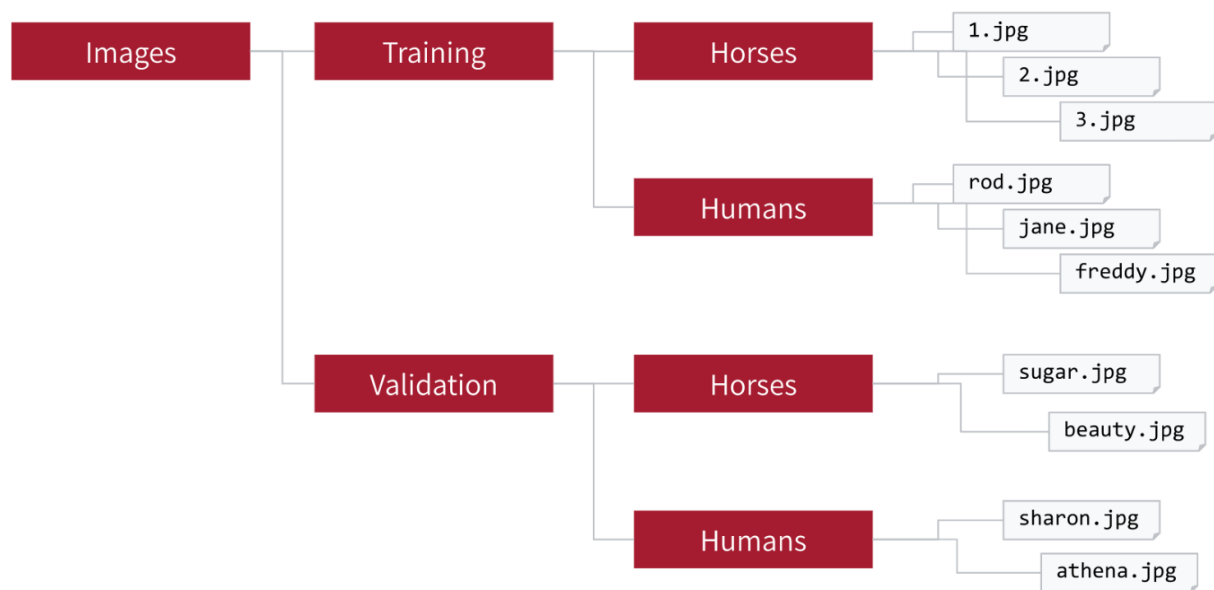 Images
Training
Horses
1.jpg
2.jpg
3.jpg
Humans
rod.jpg
jane.jpg
freddy.jpg
Validation
Horses
sugar.jpg
beauty.jpg
Humans
sharon.jpg
athena.jpg